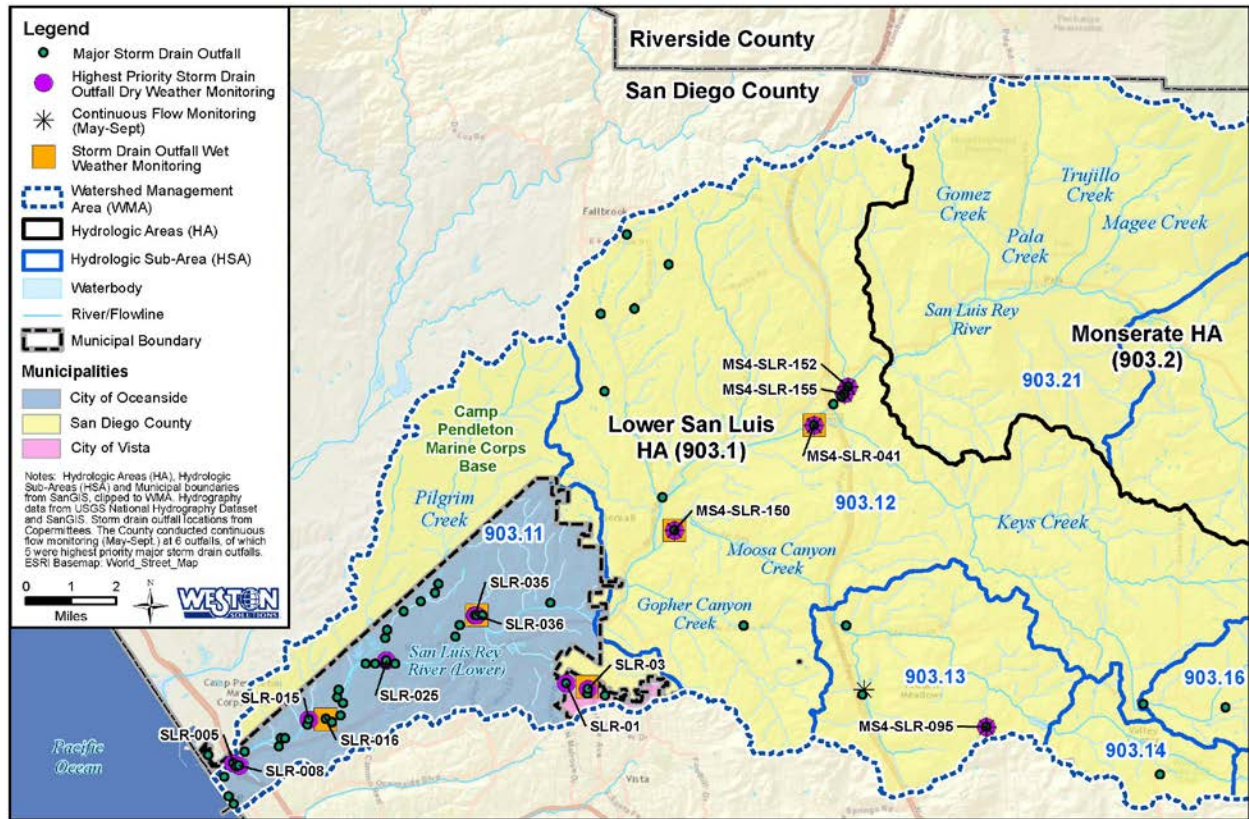 Legend
Major Storm Drain Outfall
Highest Priority Storm Drain
Outfall Dry Weather Monitoring
Continuous Flow Monitoring
(May-Sept)
Storm Drain Outfall Wet
Weather Monitoring
Watershed Management
Area (WMA)
Hydrologic Areas (HA)
Hydrologic Sub-Area (HSA)
Waterbody
River/Flowline
Municipal Boundary
Municipalities
City of Oceanside
San Diego County
City of Vista
Notes: Hydrologic Areas (HA), Hydrologic
Sub-Areas (HSA) and Municipal boundaries
from SanGIS, clipped to WMA. Hydrography
data from USGS National Hydrography Dataset
and SanGIS. Storm drain outfall locations from
Copermittees. The County conducted continuous
flow monitoring (May-Sept.) at 6 outfalls, of which
5 were highest priority major storm drain outfalls.
ESRI Basemap: World_Street_Map
0 1 2
Miles
N
WESTON
SOLUTIONS
Riverside County
San Diego County
Fallbrook
15
Gomez
Creek
Trujillo
Creek
Magee Creek
Pala
Creek
San Luis Rey
River
Monserate HA
(903.2)
903.21
MS4-SLR-152
MS4-SLR-155
Lower San Luis
HA (903.1)
MS4-SLR-041
903.12
Camp
Pendleton
Marine Corps
Base
Pilgrim
Creek
903.11
MS4-SLR-150
Keys Creek
Moosa Canyon
Creek
Gopher Canyon
Creek
SLR-035
SLR-036
San Luis Rey
River (Lower)
SLR-03
SLR-025
SLR-01
SLR-015
SLR-016
SLR-005
SLR-008
903.13
903.16
MS4-SLR-095
903.14
Valley
Pacific
Ocean
Vista